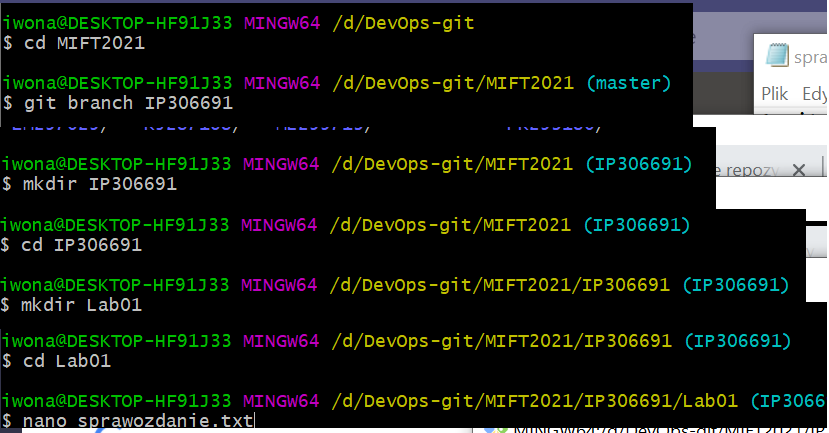 iwona@DESKTOP-HF91J33 MINGW64 /d/DevOps-git
$ cd MIFT2021
spra
iwona@DESKTOP-HF91J33 MINGW64 /d/DevOps-git/MIFT2021 (master)
Plik Edy
$ git branch IP306691
iwona@DESKTOP-HF91J33 MINGW64 /d/DevOps-git/MIFT2021 (IP306691)
e repozy
$ mkdir IP306691
iwona@DESKTOP-HF91J33 MINGW64 /d/DevOps-git/MIFT2021 (IP306691)
$ cd IP306691
iwona@DESKTOP-HF91J33 MINGW64 /d/DevOps-git/MIFT2021/IP306691 (IP306691)
$ mkdir Lab01
iwona@DESKTOP-HF91J33 MINGW64 /d/DevOps-git/MIFT2021/IP306691 (IP306691)
$ cd Lab01
iwona@DESKTOP-HF91J33 MINGW64 /d/DevOps-git/MIFT2021/IP306691/Lab01 (IP3066
$ nano sprawozdanie.txt